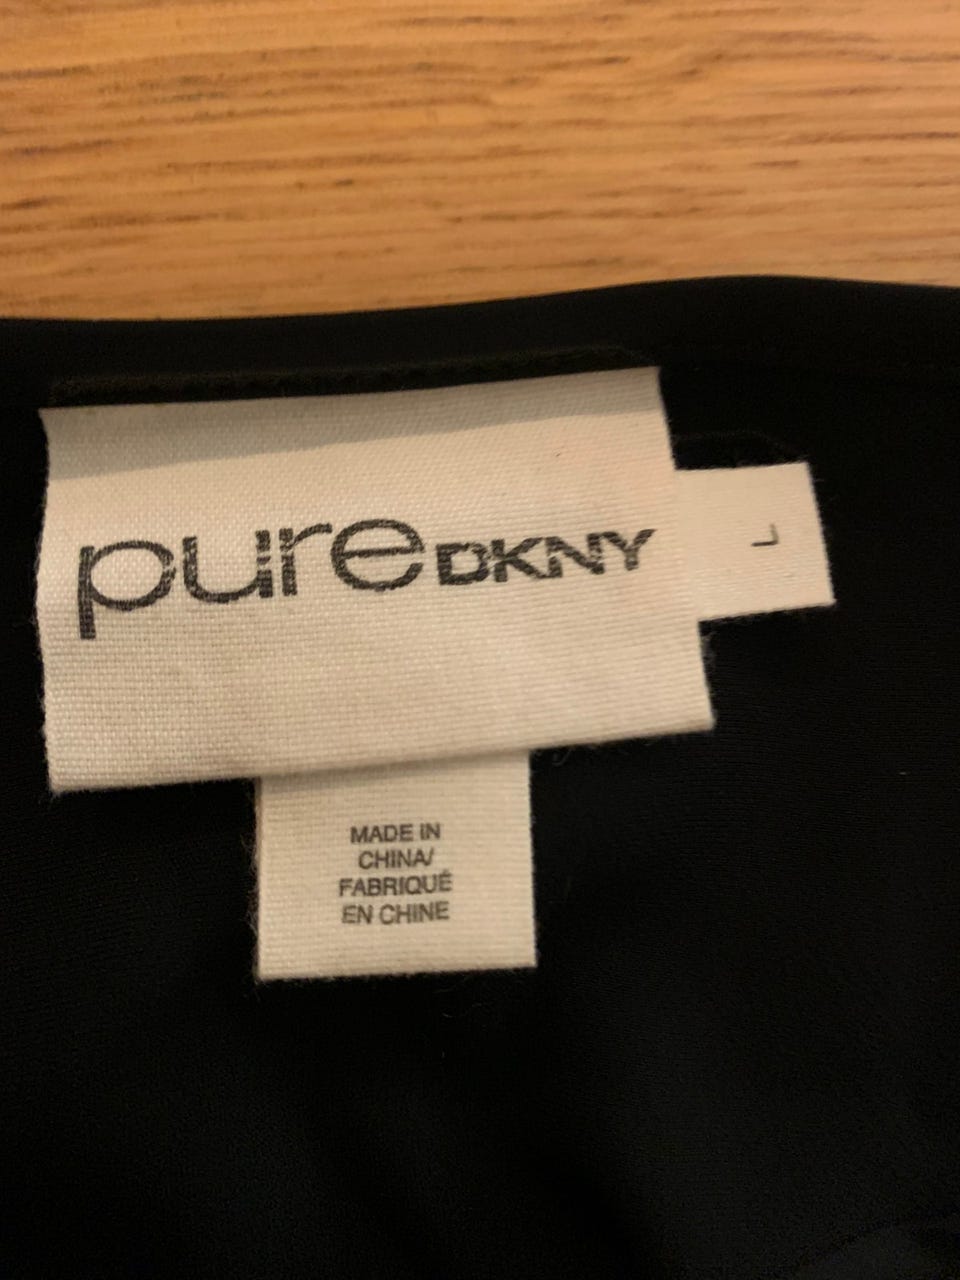 pureDKNY
L
MADE IN
CHINA/
FABRIQUÉ
EN CHINE